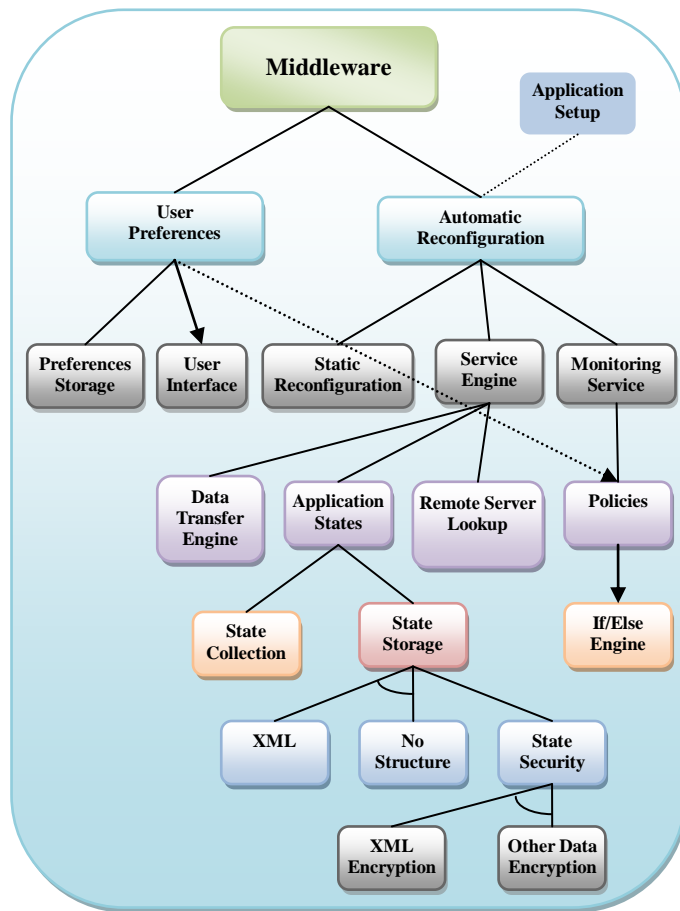 Middleware
Application
Setup
User
Preferences
Automatic
Reconfiguration
Preferences
Storage
User
Interface
Static
Reconfiguration
Service
Engine
Monitoring
Service
Data
Transfer
Engine
Application
States
Remote Server
Lookup
Policies
State
Collection
State
Storage
If/Else
Engine
XML
No
Structure
State
Security
XML
Encryption
Other Data
Encryption